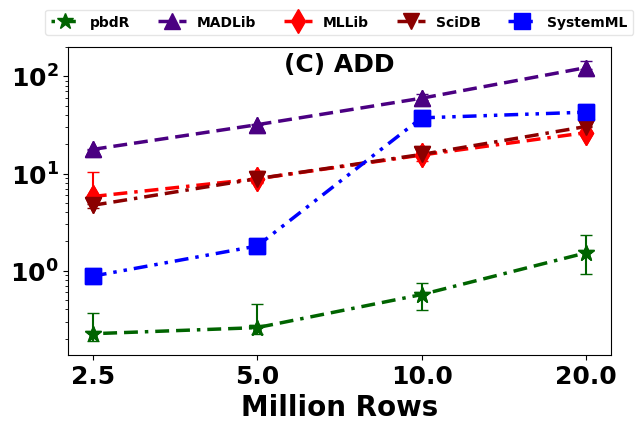 pbdR MADLib MLLib SciDB SystemML
(C) ADD
10²
10¹
10⁰
2.5 5.0 10.0 20.0
Million Rows